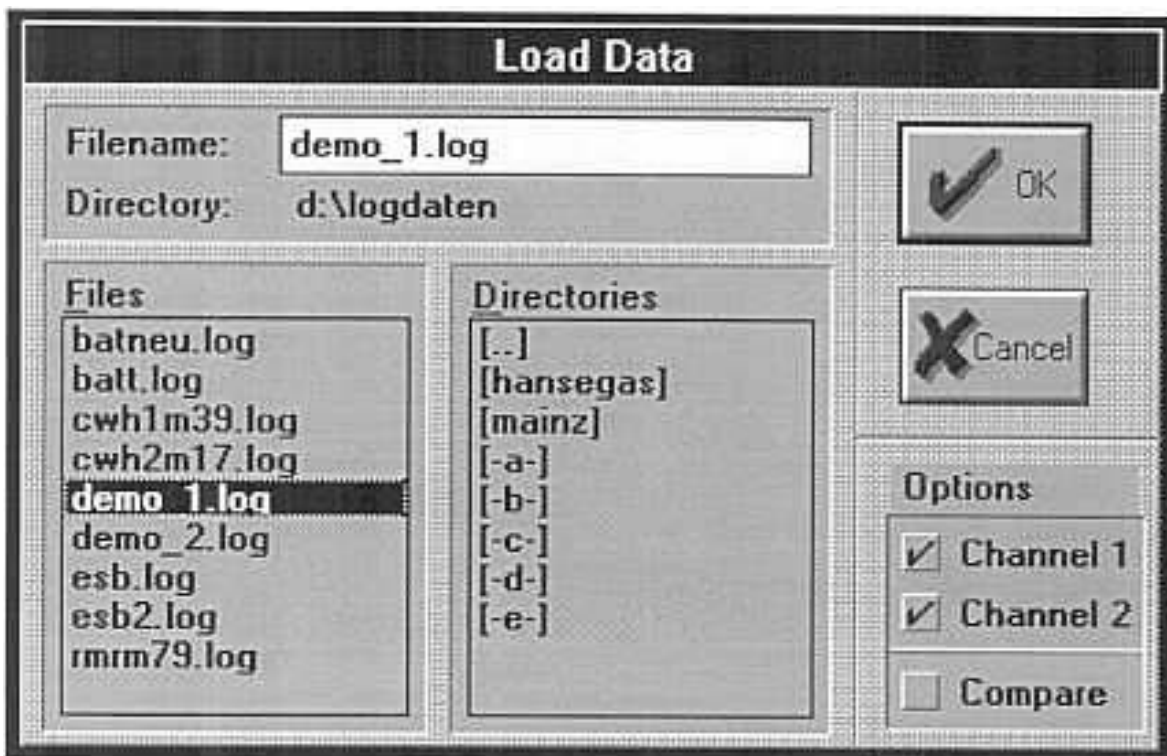 Load Data
Filename: demo_1.log
Directory: d:\logdaten
OK
Cancel
Files
batneu.log
batt.log
cwh1m39.log
cwh2m17.log
demo_1.log
demo_2.log
esb.log
esb2.log
rmrm79.log
Directories
[..]
[hansegas]
[mainz]
[-a-]
[-b-]
[-c-]
[-d-]
[-e-]
Options
Channel 1
Channel 2
Compare